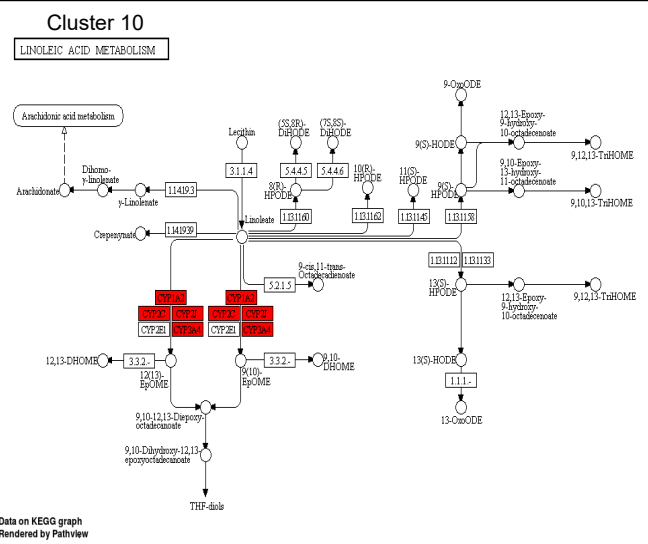 Cluster 10
LINOLEIC ACID METABOLISM
9-OxoODE
Arachidonic acid metabolism
Lecithin
(5S,8R)-
DiHODE
(7S,8S)-
DiHODE
12,13-Epoxy-
9-hydroxy-
10-octadecenoate
9(S)-HODE
9,12,13-TriHOME
3.1.1.4
5.4.4.5
5.4.4.6
10(R)-
HPODE
11(S)-
HPODE
9,10-Epoxy-
13-hydroxy-
11-octadecenoate
Dihomo-
γ-linolenate
8(R)-
HPODE
9(S)-
HPODE
Arachidonate
1.14.19.3
γ-Linolenate
9,10,13-TriHOME
Linoleate
1.13.11.60
1.13.11.62
1.13.11.45
1.13.11.58
Crepenynate
1.14.19.39
1.13.11.12
1.13.11.33
9-cis,11-trans-
Octadecadienoate
5.2.1.5
13(S)-
HPODE
9,12,13-TriHOME
CYP1A2
CYP1A2
12,13-Epoxy-
9-hydroxy-
10-octadecenoate
CYP2C
CYP2J
CYP2C
CYP2J
CYP2E1
CYP3A4
CYP2E1
CYP3A4
12,13-DHOME
3.3.2.-
3.3.2.-
9,10-
DHOME
13(S)-HODE
12(13)-
EpOME
9(10)-
EpOME
1.1.1.-
9,10-12,13-Diepoxy-
octadecanoate
13-OxoODE
9,10-Dihydroxy-12,13-
epoxyoctadecanoate
THF-diols
Data on KEGG graph
Rendered by Pathview